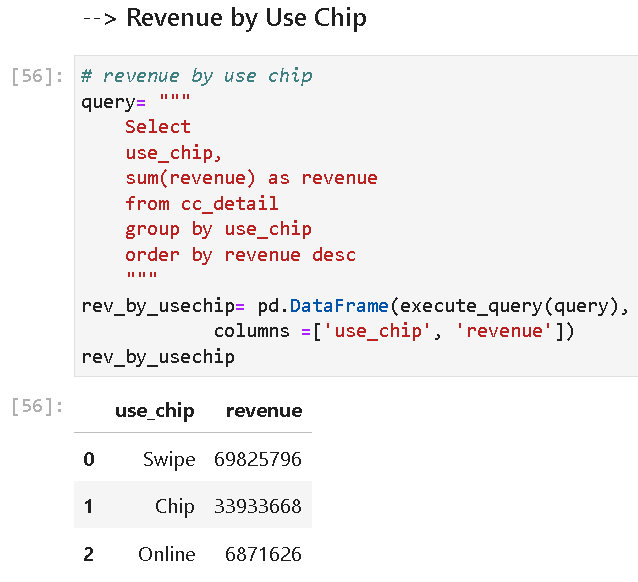 --> Revenue by Use Chip
[56]: # revenue by use chip
query= """
Select
use_chip,
sum(revenue) as revenue
from cc_detail
group by use_chip
order by revenue desc
"""
rev_by_usechip= pd.DataFrame(execute_query(query),
columns =['use_chip', 'revenue'])
rev_by_usechip
[56]: use_chip revenue
0 Swipe 69825796
1 Chip 33933668
2 Online 6871626